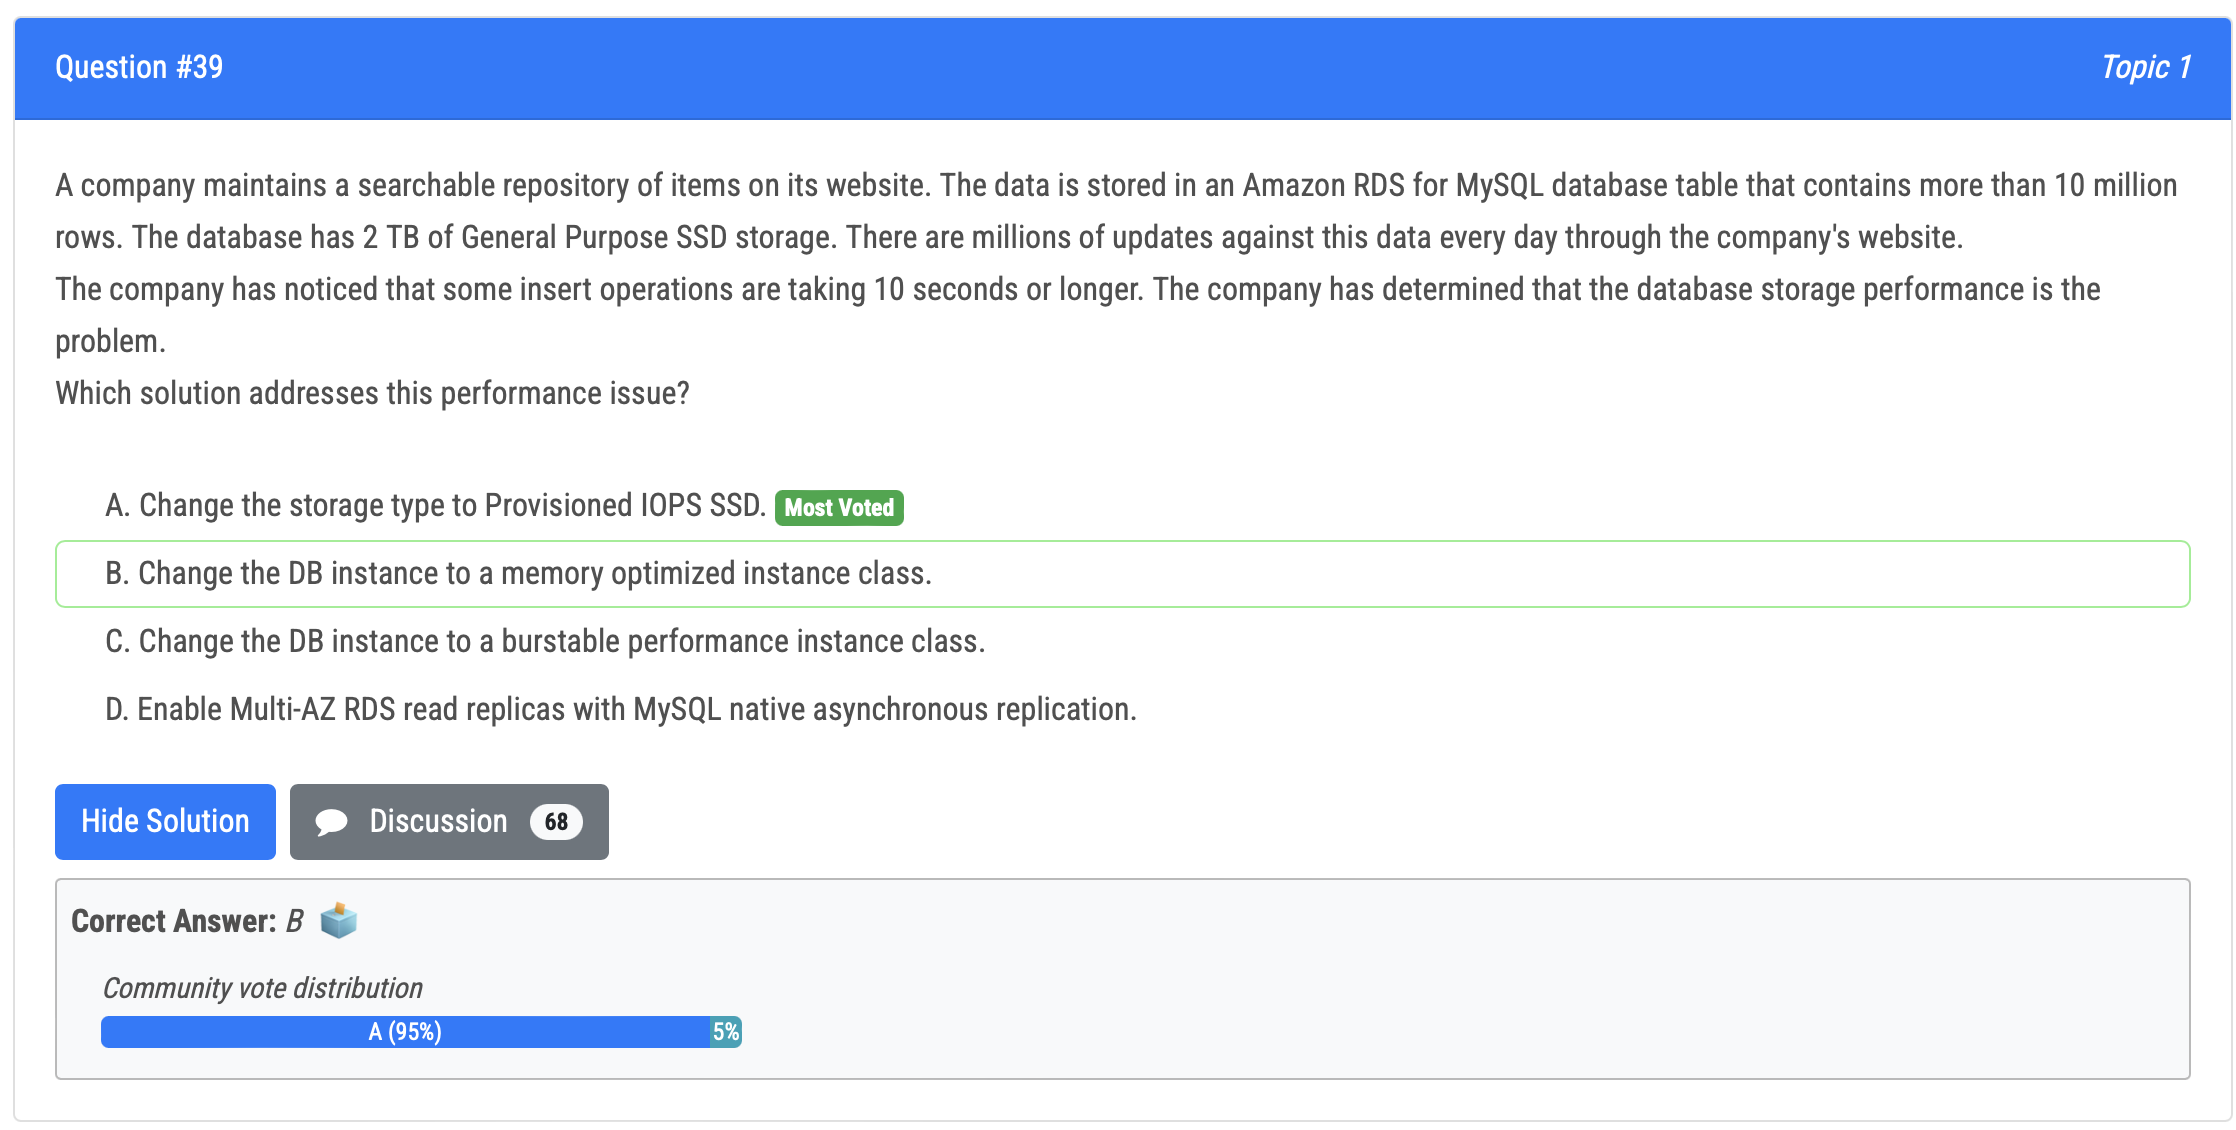 Question #39
Topic 1
A company maintains a searchable repository of items on its website. The data is stored in an Amazon RDS for MySQL database table that contains more than 10 million
rows. The database has 2 TB of General Purpose SSD storage. There are millions of updates against this data every day through the company's website.
The company has noticed that some insert operations are taking 10 seconds or longer. The company has determined that the database storage performance is the
problem.
Which solution addresses this performance issue?
A. Change the storage type to Provisioned IOPS SSD. Most Voted
B. Change the DB instance to a memory optimized instance class.
C. Change the DB instance to a burstable performance instance class.
D. Enable Multi-AZ RDS read replicas with MySQL native asynchronous replication.
Hide Solution
Discussion 68
Correct Answer: B
Community vote distribution
A (95%) 5%